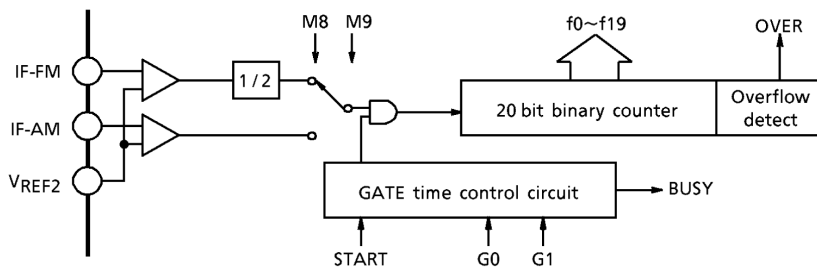 M8 M9
f0~f19
OVER
IF-FM
1/2
IF-AM
20 bit binary counter
Overflow
detect
VREF2
GATE time control circuit
BUSY
START
G0
G1